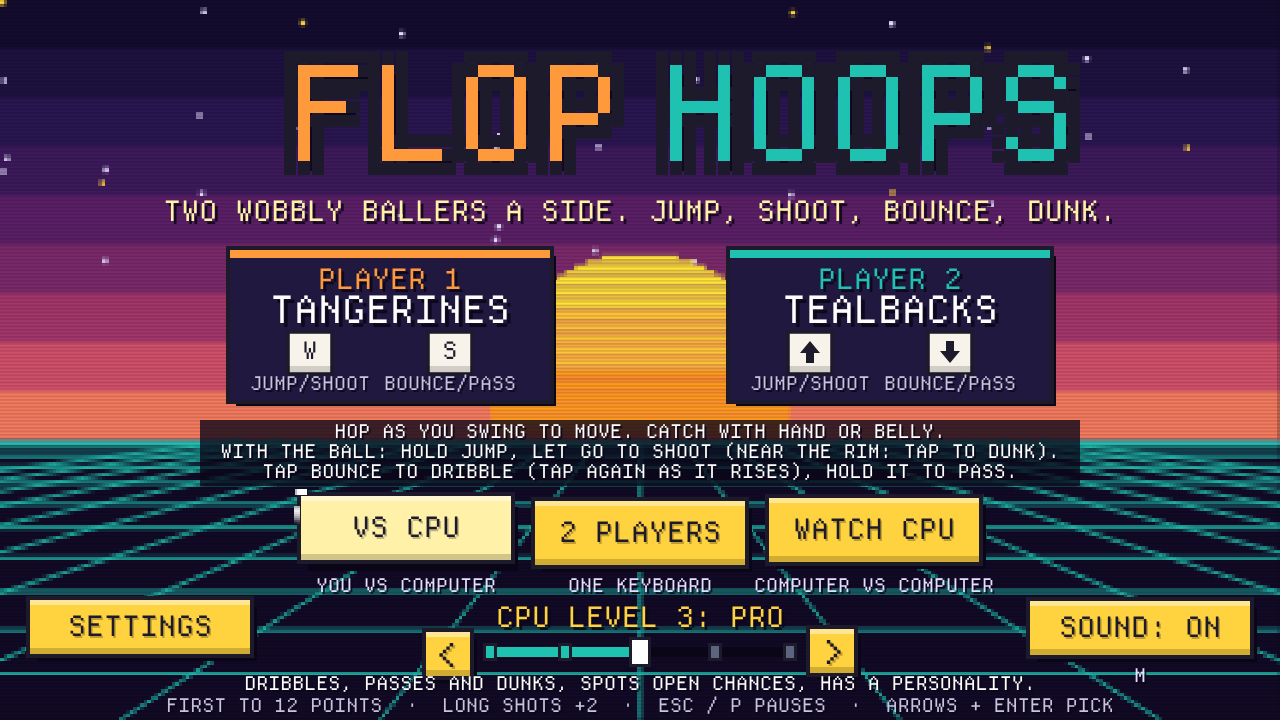 FLOP HOOPS
TWO WOBBLY BALLERS A SIDE. JUMP, SHOOT, BOUNCE, DUNK.
PLAYER 1
TANGERINES
W S
JUMP/SHOOT BOUNCE/PASS
PLAYER 2
TEALBACKS
JUMP/SHOOT BOUNCE/PASS
HOP AS YOU SWING TO MOVE. CATCH WITH HAND OR BELLY.
WITH THE BALL: HOLD JUMP, LET GO TO SHOOT (NEAR THE RIM: TAP TO DUNK).
TAP BOUNCE TO DRIBBLE (TAP AGAIN AS IT RISES), HOLD IT TO PASS.
VS CPU
YOU VS COMPUTER
2 PLAYERS
ONE KEYBOARD
WATCH CPU
COMPUTER VS COMPUTER
SETTINGS
CPU LEVEL 3: PRO
< >
SOUND: ON
M
DRIBBLES, PASSES AND DUNKS, SPOTS OPEN CHANCES, HAS A PERSONALITY.
FIRST TO 12 POINTS · LONG SHOTS +2 · ESC / P PAUSES · ARROWS + ENTER PICK